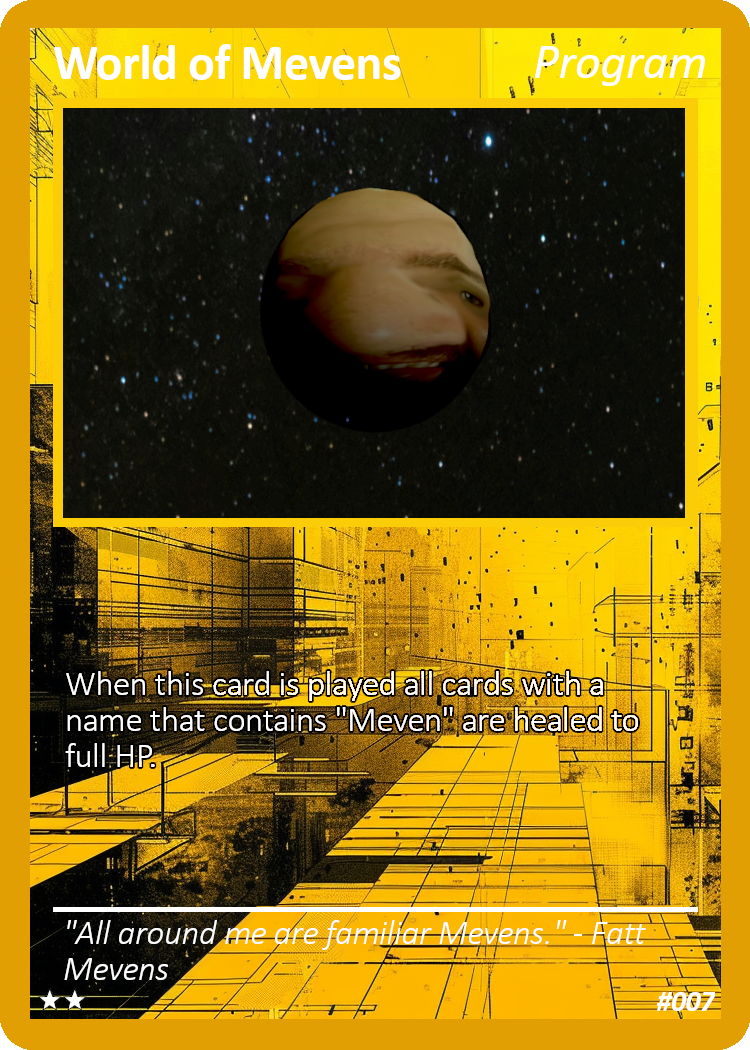 World of Mevens
Program
When this card is played all cards with a
name that contains "Meven" are healed to
full HP.
"All around me are familiar Mevens." - Fatt
Mevens
★★
#007